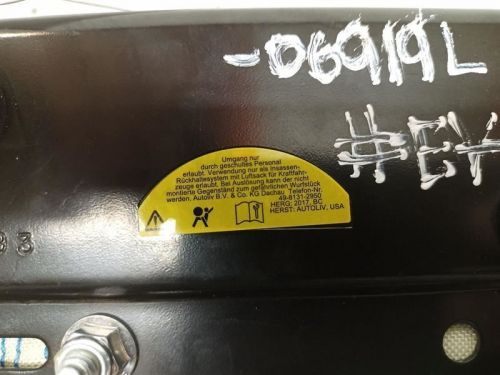 -D6919L
#EY
Umgang nur
durch geschultes Personal
erlaubt. Verwendung nur als Insassen-
Rückhaltesystem mit Luftsack für Kraftfahr-
zeuge erlaubt. Bei Auslösung kann der nicht
montierte Gegenstand zum gefährlichen Wurfstück
werden. Autoliv B.V. & Co. KG Dachau Telefon-Nr.
49-8131-2950
HERG: 2017, BC
HERST: AUTOLIV, USA
93